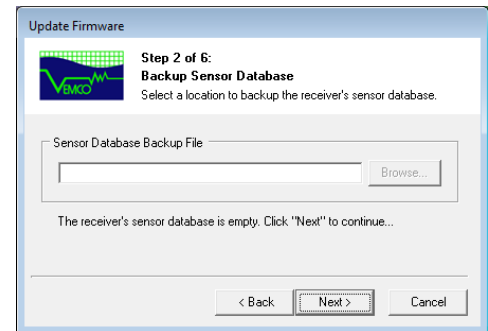 Update Firmware
VEMCO
Step 2 of 6:
Backup Sensor Database
Select a location to backup the receiver's sensor database.
Sensor Database Backup File
Browse...
The receiver's sensor database is empty. Click "Next" to continue...
< Back
Next >
Cancel